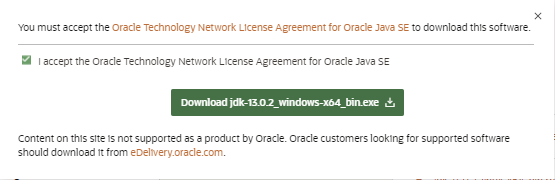 You must accept the Oracle Technology Network License Agreement for Oracle Java SE to download this software.
I accept the Oracle Technology Network License Agreement for Oracle Java SE
Download jdk-13.0.2_windows-x64_bin.exe
Content on this site is not supported as a product by Oracle. Oracle customers looking for supported software
should download it from eDelivery.oracle.com.